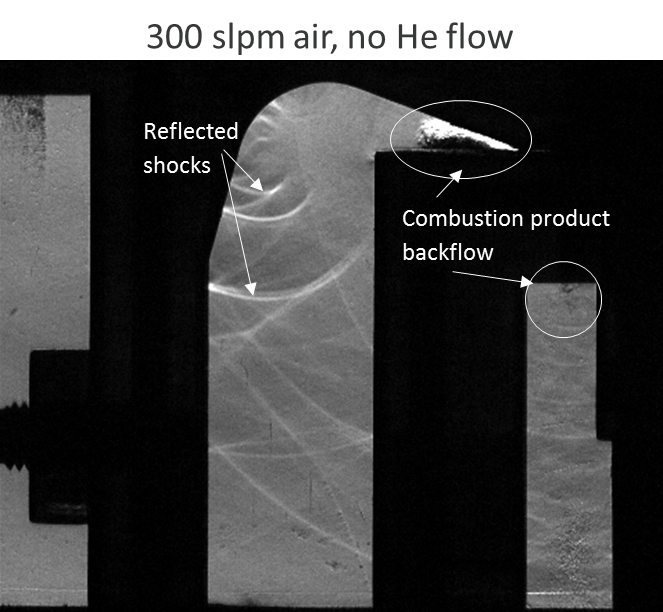 300 slpm air, no He flow
Reflected
shocks
Combustion product
backflow